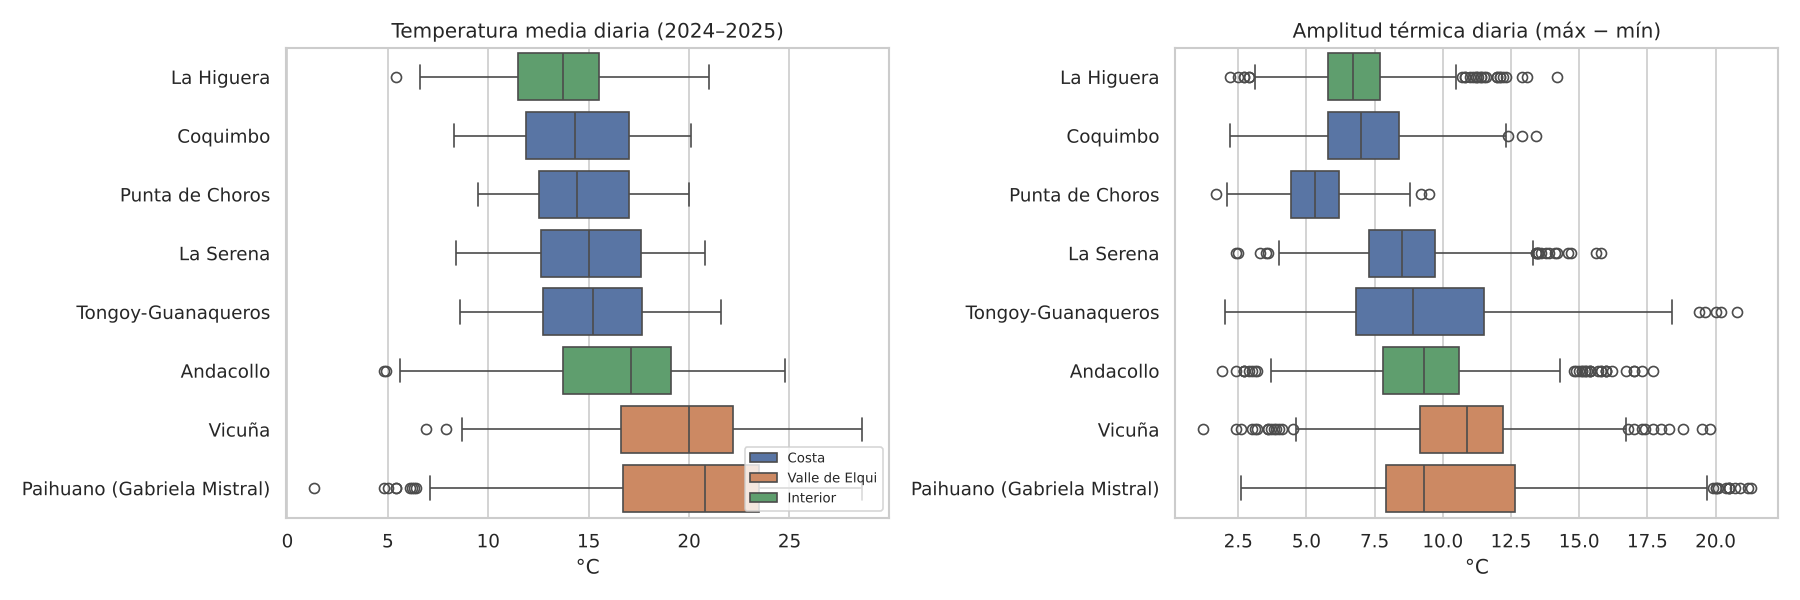 Temperatura media diaria (2024–2025)
La Higuera
Coquimbo
Punta de Choros
La Serena
Tongoy-Guanaqueros
Andacollo
Vicuña
Paihuano (Gabriela Mistral)
Costa
Valle de Elqui
Interior
0 5 10 15 20 25
°C
Amplitud térmica diaria (máx − mín)
La Higuera
Coquimbo
Punta de Choros
La Serena
Tongoy-Guanaqueros
Andacollo
Vicuña
Paihuano (Gabriela Mistral)
2.5 5.0 7.5 10.0 12.5 15.0 17.5 20.0
°C